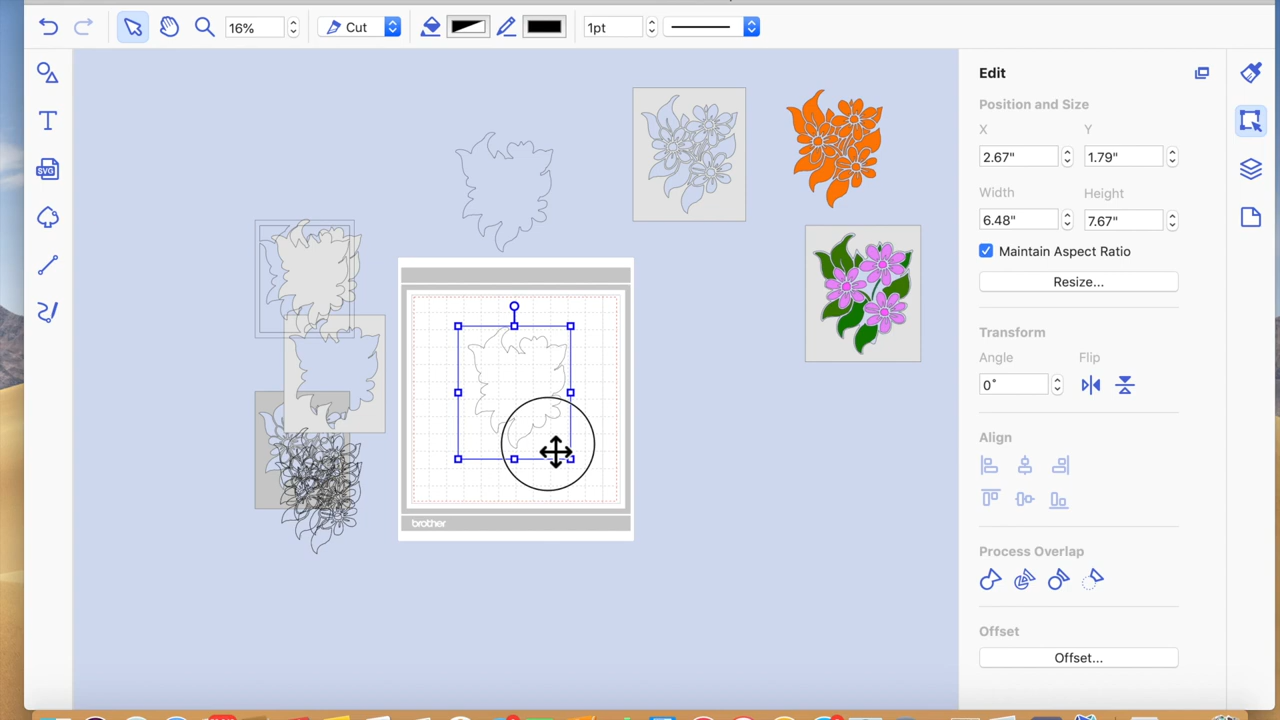 16%
Cut
1pt
T
SVG
brother
Edit
Position and Size
X
Y
2.67"
1.79"
Width
Height
6.48"
7.67"
Maintain Aspect Ratio
Resize...
Transform
Angle
Flip
0°
Align
Process Overlap
Offset
Offset...